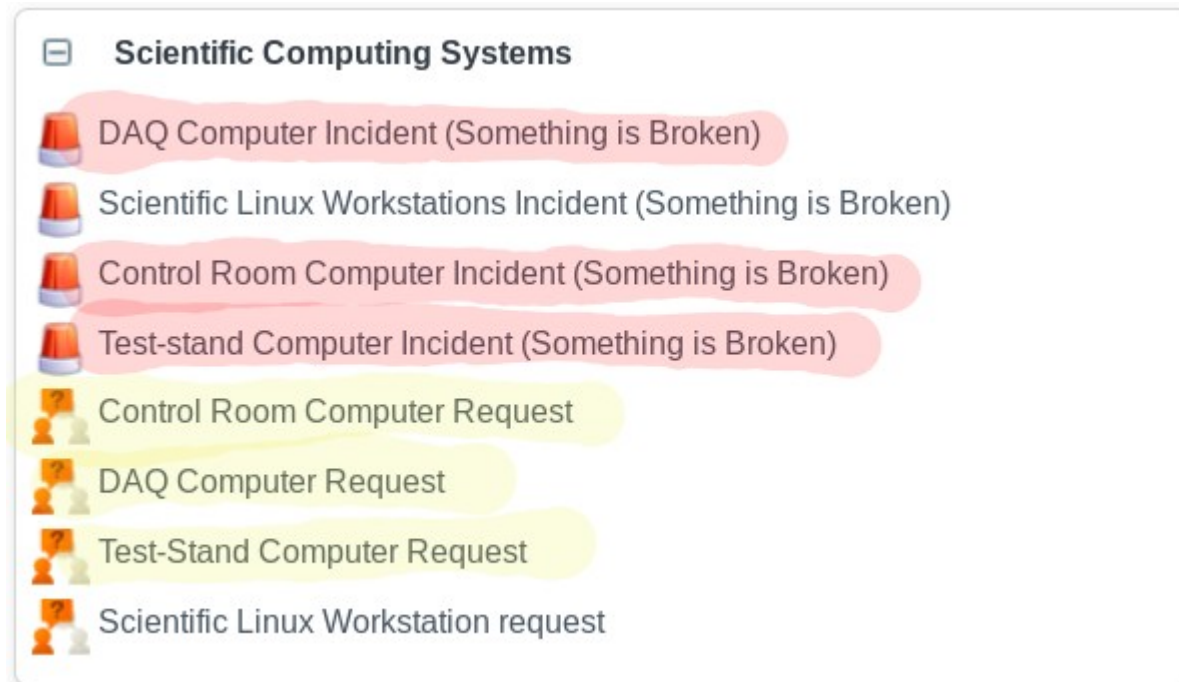 Scientific Computing Systems
DAQ Computer Incident (Something is Broken)
Scientific Linux Workstations Incident (Something is Broken)
Control Room Computer Incident (Something is Broken)
Test-stand Computer Incident (Something is Broken)
Control Room Computer Request
DAQ Computer Request
Test-Stand Computer Request
Scientific Linux Workstation request